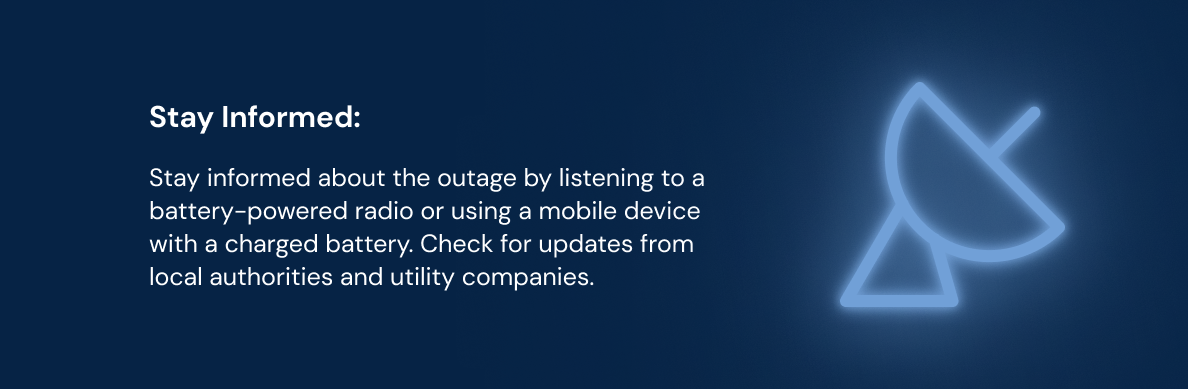 Stay Informed:
Stay informed about the outage by listening to a
battery-powered radio or using a mobile device
with a charged battery. Check for updates from
local authorities and utility companies.